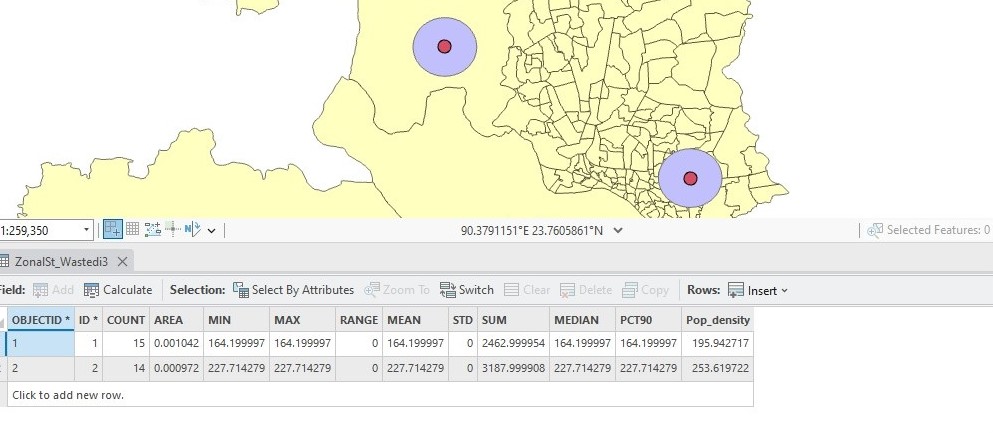 1:259,350
90.3791151°E 23.7605861°N
Selected Features: 0
ZonalSt_Wastedi3
Field: Add Calculate Selection: Select By Attributes Zoom To Switch Clear Delete Copy Rows: Insert
OBJECTID * ID * COUNT AREA MIN MAX RANGE MEAN STD SUM MEDIAN PCT90 Pop_density
1 1 15 0.001042 164.199997 164.199997 0 164.199997 0 2462.999954 164.199997 164.199997 195.942717
2 2 14 0.000972 227.714279 227.714279 0 227.714279 0 3187.999908 227.714279 227.714279 253.619722
Click to add new row.